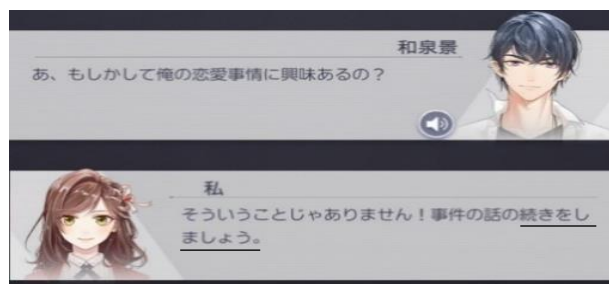 和泉景
あ、もしかして俺の恋愛事情に興味あるの？
私
そういうことじゃありません！事件の話の続きをし
ましょう。